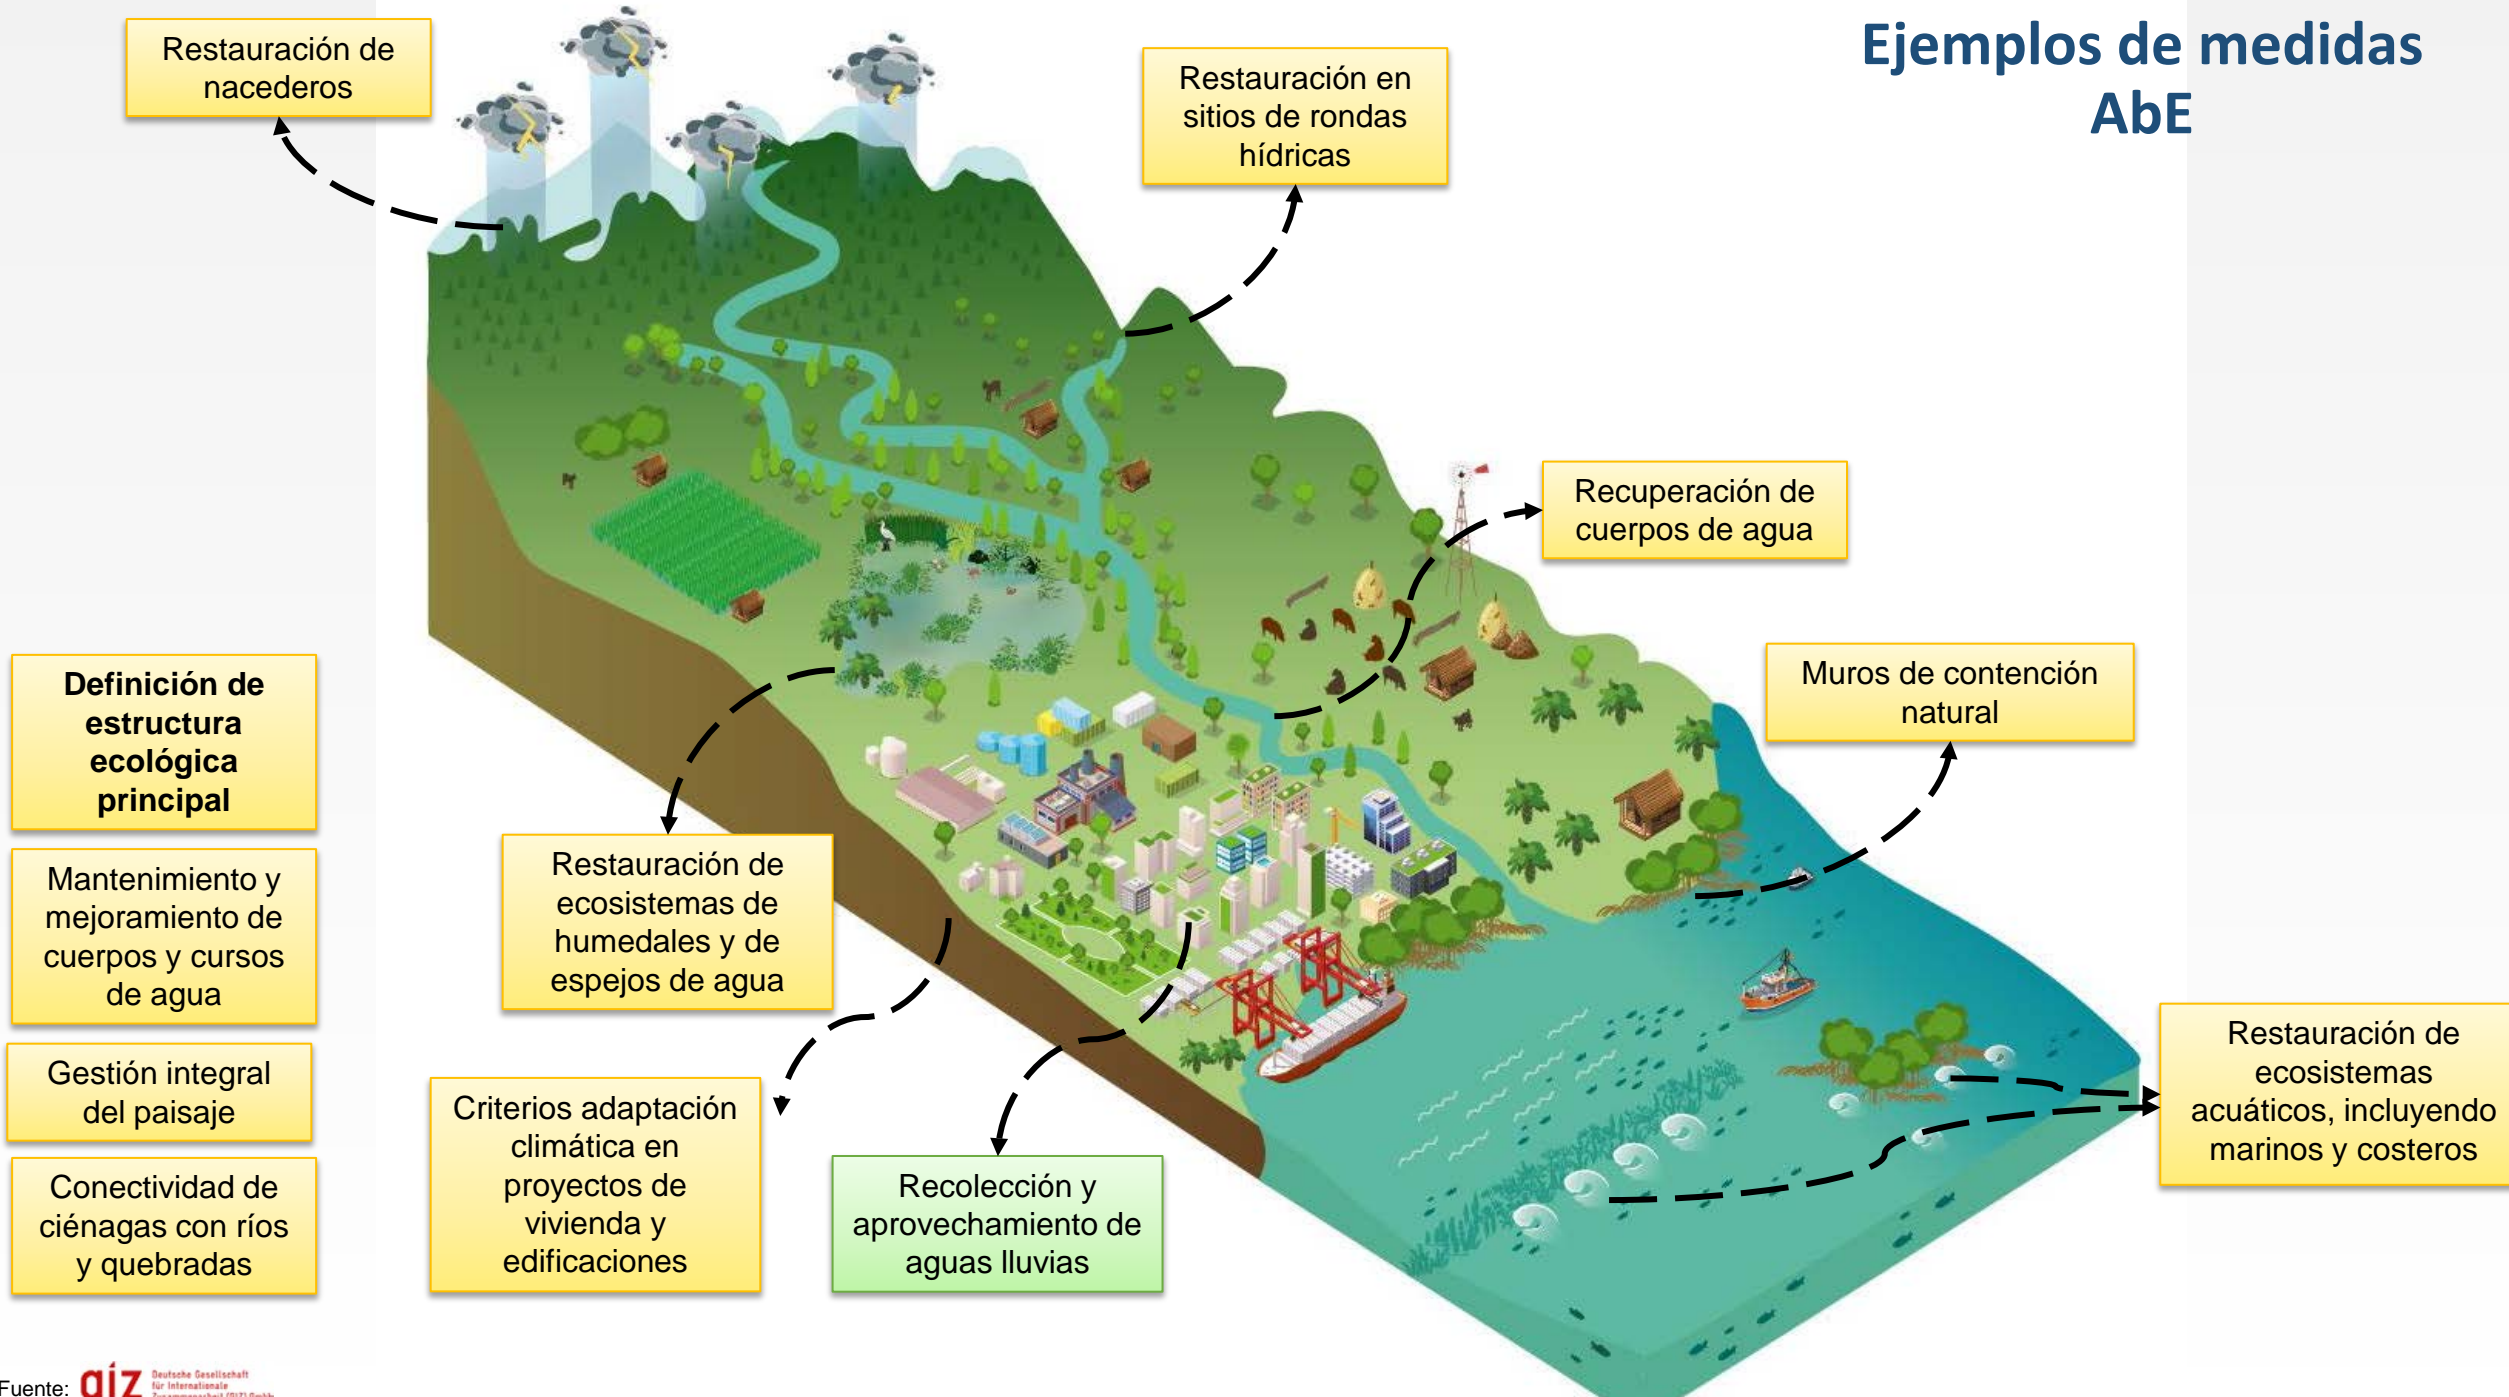 Ejemplos de medidas
AbE
Restauración de
nacederos
Restauración en
sitios de rondas
hídricas
Recuperación de
cuerpos de agua
Muros de contención
natural
Definición de
estructura
ecológica
principal
Mantenimiento y
mejoramiento de
cuerpos y cursos
de agua
Gestión integral
del paisaje
Conectividad de
ciénagas con ríos
y quebradas
Restauración de
ecosistemas de
humedales y de
espejos de agua
Criterios adaptación
climática en
proyectos de
vivienda y
edificaciones
Recolección y
aprovechamiento de
aguas lluvias
Restauración de
ecosistemas
acuáticos, incluyendo
marinos y costeros
Fuente: giz
Deutsche Gesellschaft
für Internationale
Zusammenarbeit (GIZ) GmbH